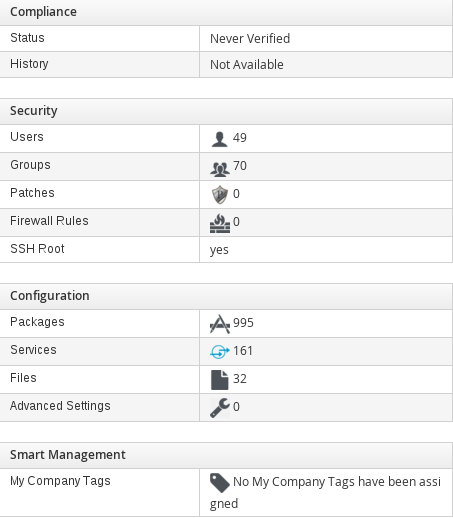 Compliance
Status Never Verified
History Not Available
Security
Users 49
Groups 70
Patches 0
Firewall Rules 0
SSH Root yes
Configuration
Packages 995
Services 161
Files 32
Advanced Settings 0
Smart Management
My Company Tags No My Company Tags have been assi
gned